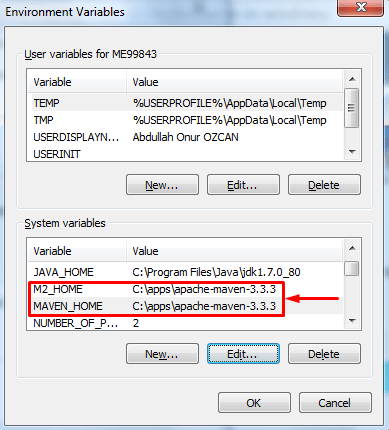 Environment Variables
User variables for ME99843
Variable Value
TEMP %USERPROFILE%\AppData\Local\Temp
TMP %USERPROFILE%\AppData\Local\Temp
USERDISPLAYN... Abdullah Onur OZCAN
USERINIT
New... Edit... Delete
System variables
Variable Value
JAVA_HOME C:\Program Files\Java\jdk1.7.0_80
M2_HOME C:\apps\apache-maven-3.3.3
MAVEN_HOME C:\apps\apache-maven-3.3.3
NUMBER_OF_P... 2
New... Edit... Delete
OK Cancel